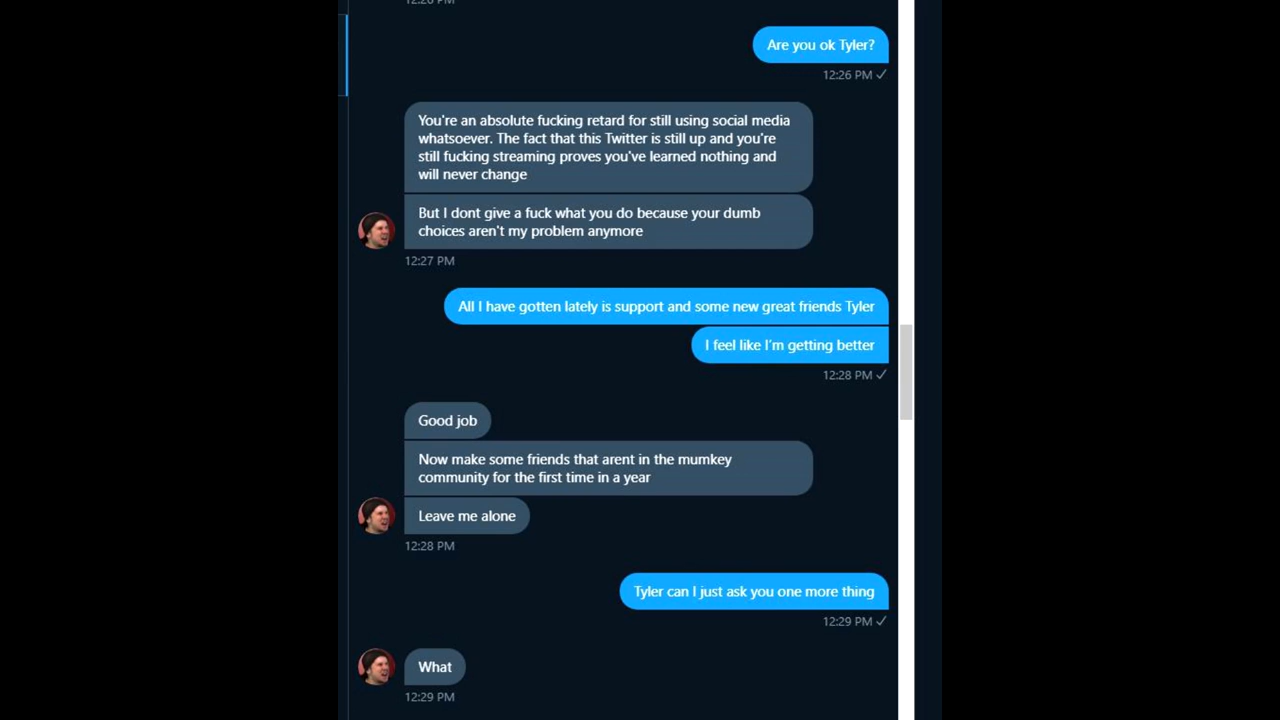 12:26 PM
Are you ok Tyler?
12:26 PM ✓
You're an absolute fucking retard for still using social media
whatsoever. The fact that this Twitter is still up and you're
still fucking streaming proves you've learned nothing and
will never change
But I dont give a fuck what you do because your dumb
choices aren't my problem anymore
12:27 PM
All I have gotten lately is support and some new great friends Tyler
I feel like I'm getting better
12:28 PM ✓
Good job
Now make some friends that arent in the mumkey
community for the first time in a year
Leave me alone
12:28 PM
Tyler can I just ask you one more thing
12:29 PM ✓
What
12:29 PM